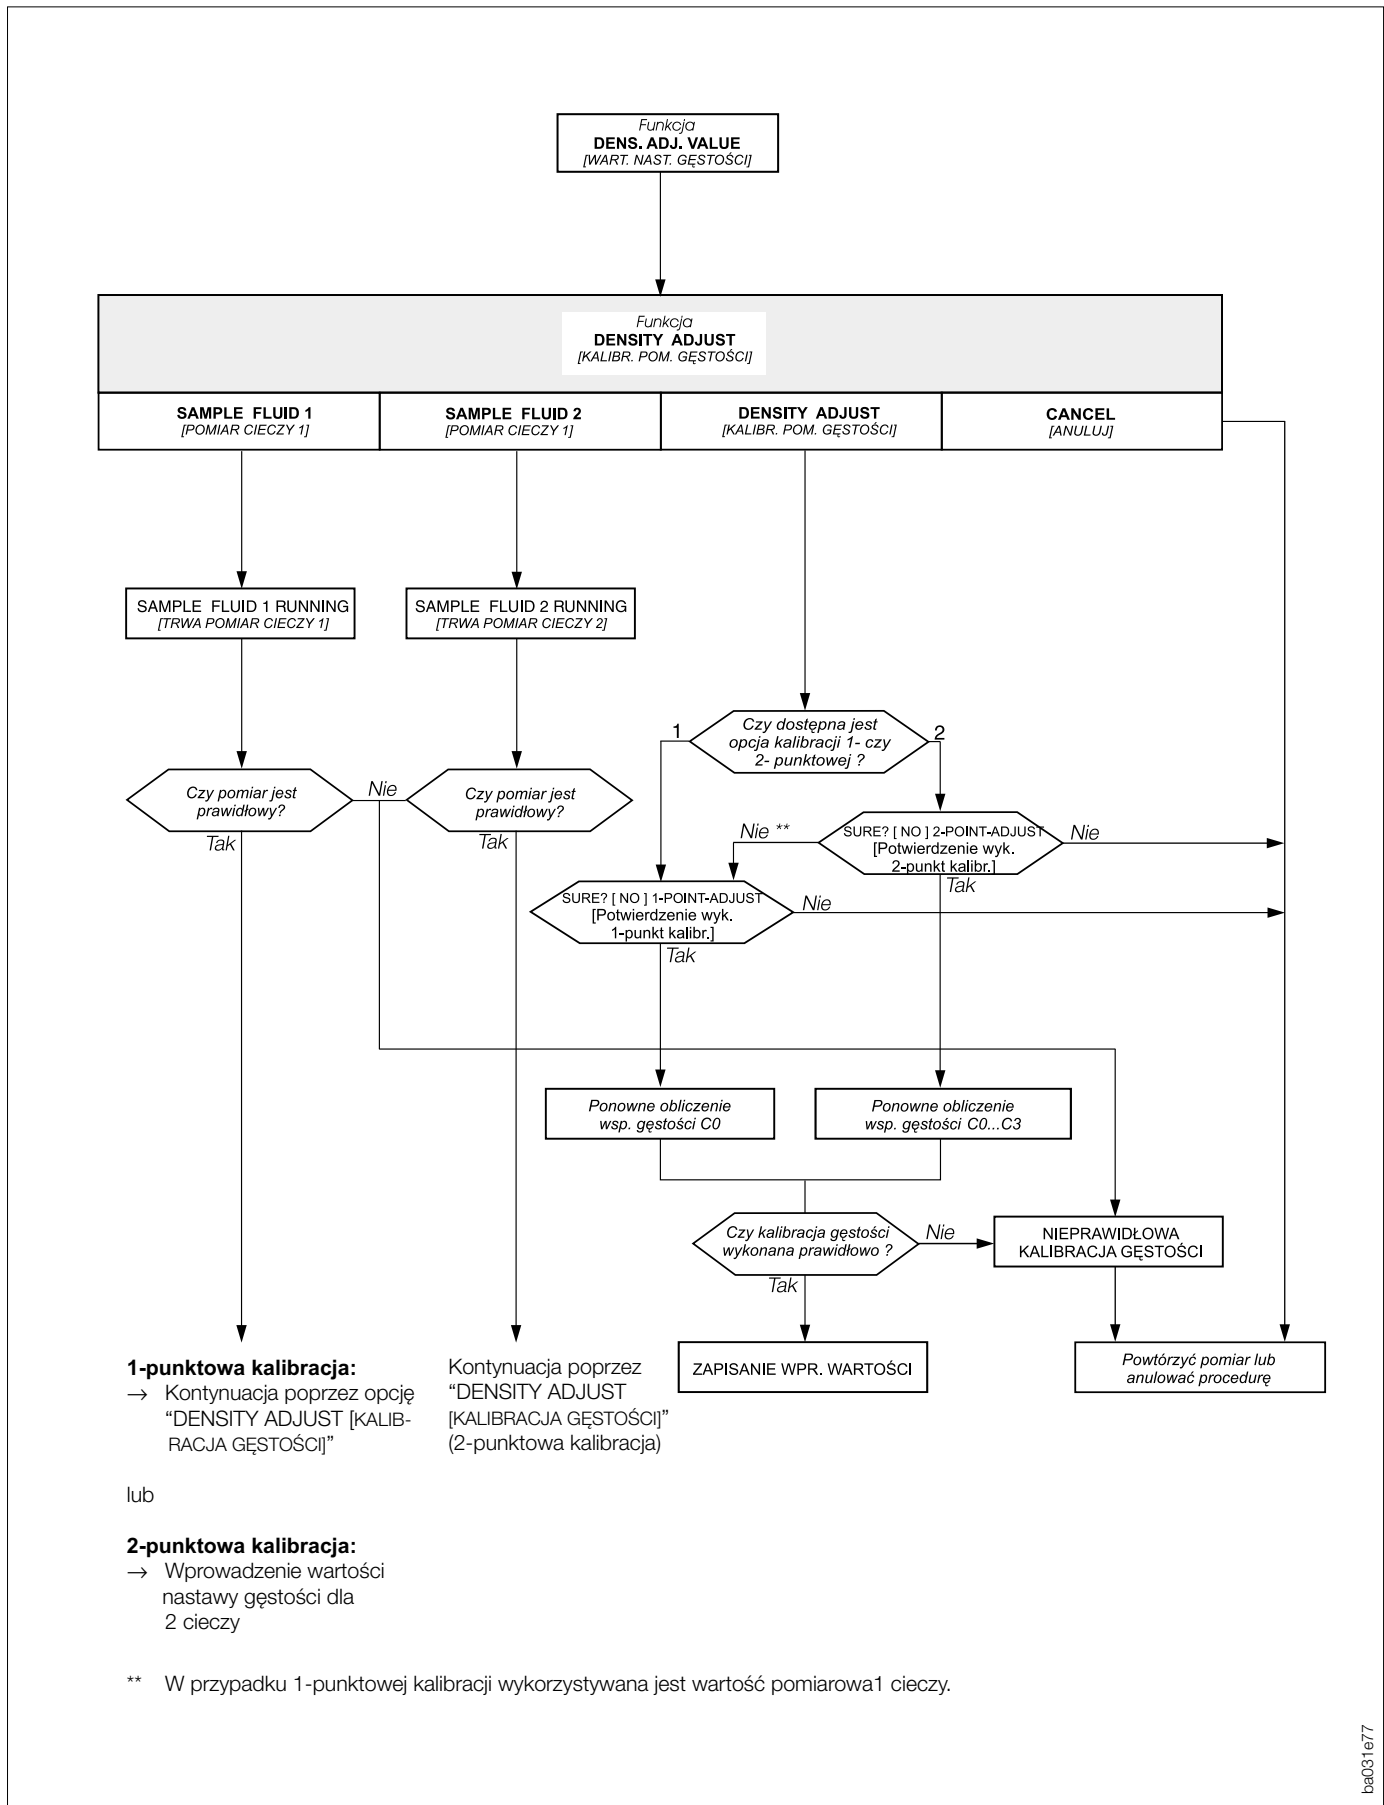 Funkcja
DENS. ADJ. VALUE
[WART. NAST. GĘSTOŚCI]
Funkcja
DENSITY ADJUST
[KALIBR. POM. GĘSTOŚCI]
SAMPLE FLUID 1
[POMIAR CIECZY 1]
SAMPLE FLUID 2
[POMIAR CIECZY 1]
DENSITY ADJUST
[KALIBR. POM. GĘSTOŚCI]
CANCEL
[ANULUJ]
SAMPLE FLUID 1 RUNNING
[TRWA POMIAR CIECZY 1]
SAMPLE FLUID 2 RUNNING
[TRWA POMIAR CIECZY 2]
1
Czy dostępna jest
opcja kalibracji 1- czy
2- punktowej ?
2
Czy pomiar jest
prawidłowy?
Nie
Tak
Czy pomiar jest
prawidłowy?
Tak
Nie **
SURE? [ NO ] 2-POINT-ADJUST
[Potwierdzenie wyk.
2-punkt kalibr.]
Nie
Tak
SURE? [ NO ] 1-POINT-ADJUST
[Potwierdzenie wyk.
1-punkt kalibr.]
Nie
Tak
Ponowne obliczenie
wsp. gęstości C0
Ponowne obliczenie
wsp. gęstości C0...C3
Czy kalibracja gęstości
wykonana prawidłowo ?
Nie
Tak
NIEPRAWIDŁOWA
KALIBRACJA GĘSTOŚCI
ZAPISANIE WPR. WARTOŚCI
Powtórzyć pomiar lub
anulować procedurę
1-punktowa kalibracja:
→ Kontynuacja poprzez opcję
“DENSITY ADJUST [KALIB-
RACJA GĘSTOŚCI]”
Kontynuacja poprzez
“DENSITY ADJUST
[KALIBRACJA GĘSTOŚCI]”
(2-punktowa kalibracja)
lub
2-punktowa kalibracja:
→ Wprowadzenie wartości
nastawy gęstości dla
2 cieczy
** W przypadku 1-punktowej kalibracji wykorzystywana jest wartość pomiarowa1 cieczy.
ba031e77